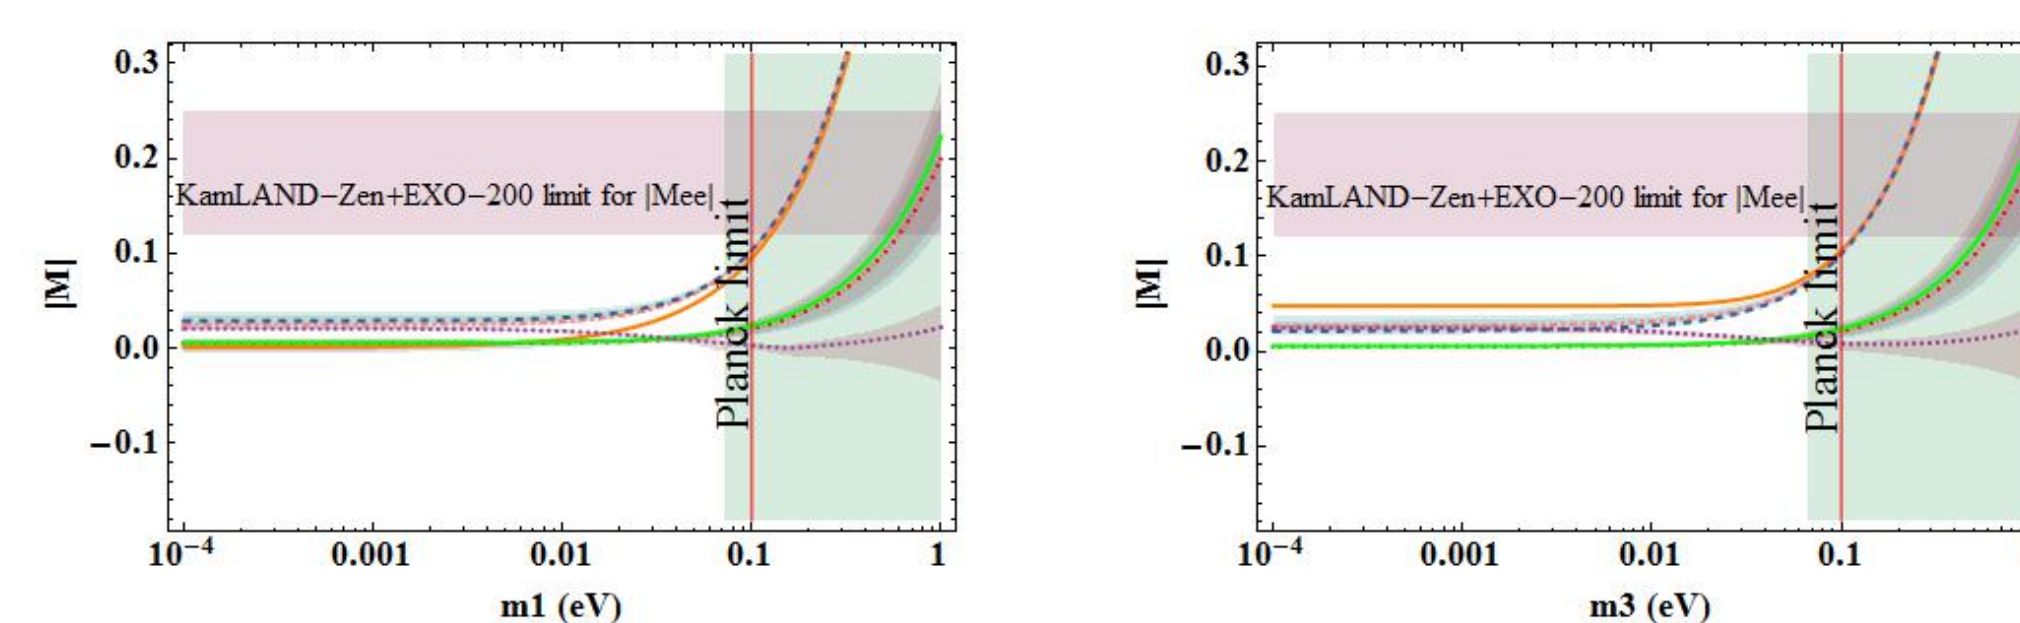 0.3
0.2
0.1
0.0
−0.1
|M|
KamLAND−Zen+EXO−200 limit for |Mee|
Planck limit
10−4 0.001 0.01 0.1 1
m1 (eV)
0.3
0.2
0.1
0.0
−0.1
|M|
KamLAND−Zen+EXO−200 limit for |Mee|
Planck limit
10−4 0.001 0.01 0.1
m3 (eV)